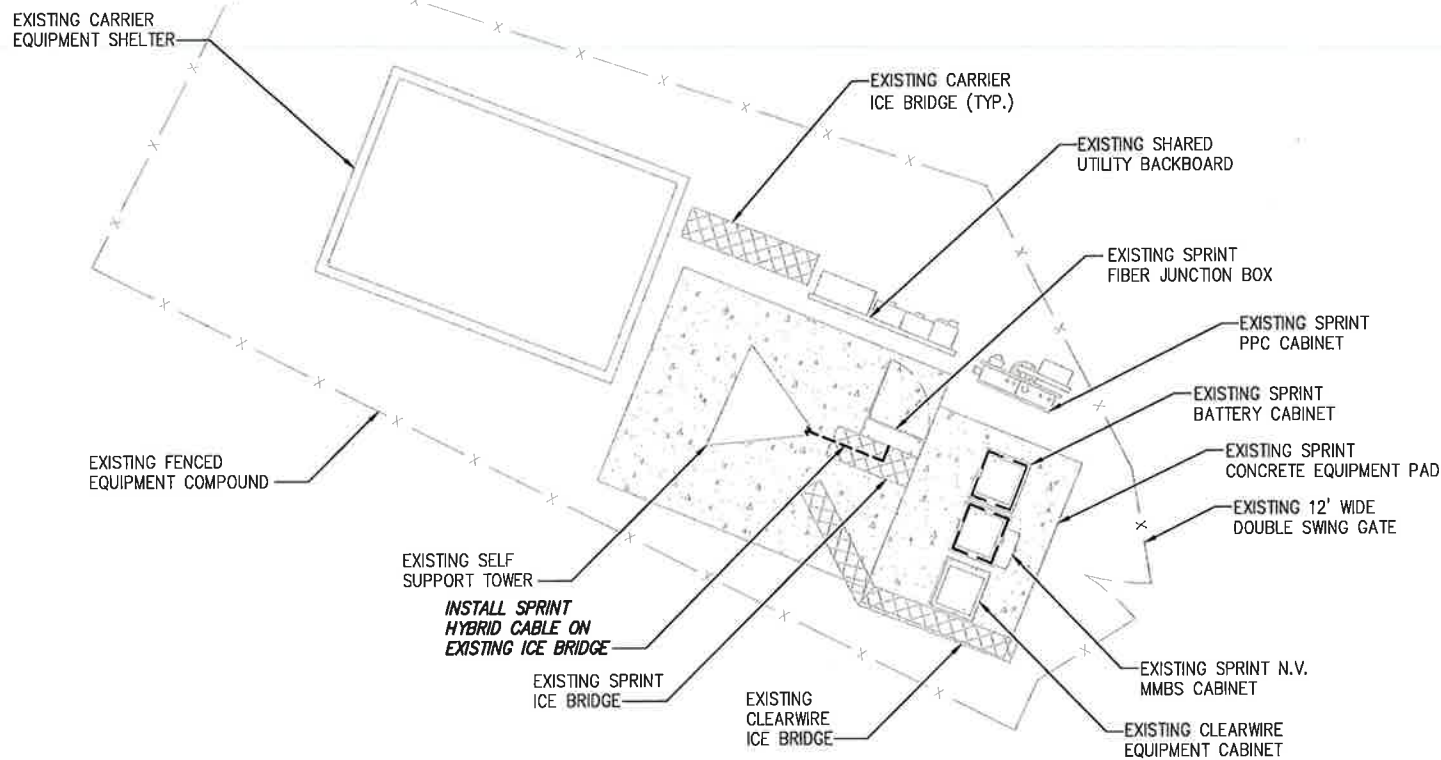 EXISTING CARRIER
EQUIPMENT SHELTER
EXISTING CARRIER
ICE BRIDGE (TYP.)
EXISTING SHARED
UTILITY BACKBOARD
EXISTING SPRINT
FIBER JUNCTION BOX
EXISTING SPRINT
PPC CABINET
EXISTING SPRINT
BATTERY CABINET
EXISTING SPRINT
CONCRETE EQUIPMENT PAD
EXISTING 12' WIDE
DOUBLE SWING GATE
EXISTING FENCED
EQUIPMENT COMPOUND
EXISTING SELF
SUPPORT TOWER
INSTALL SPRINT
HYBRID CABLE ON
EXISTING ICE BRIDGE
EXISTING SPRINT
ICE BRIDGE
EXISTING
CLEARWIRE
ICE BRIDGE
EXISTING SPRINT N.V.
MMBS CABINET
EXISTING CLEARWIRE
EQUIPMENT CABINET